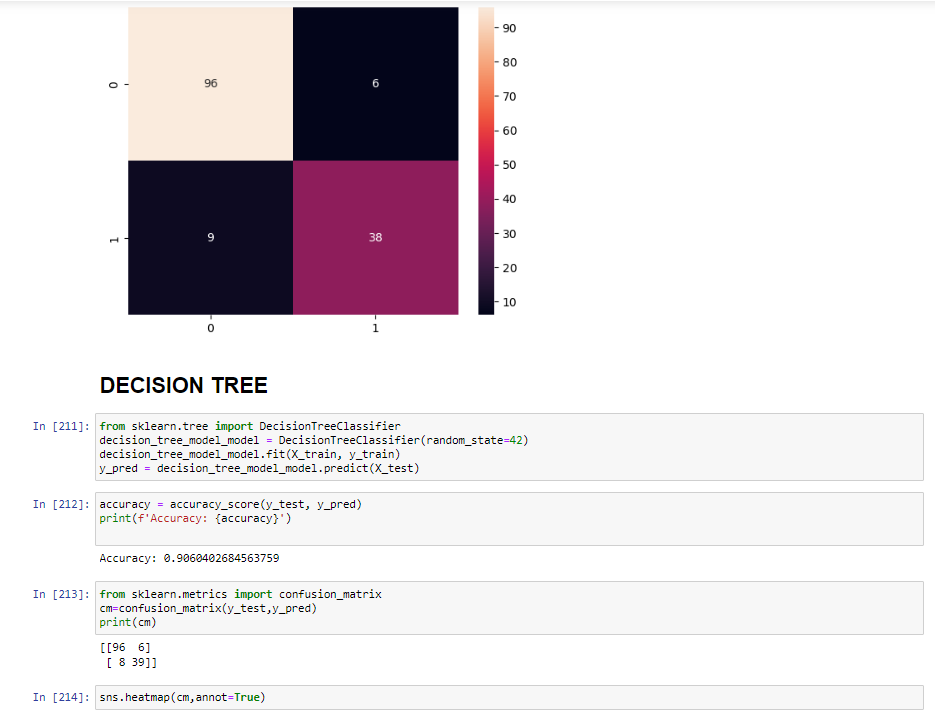 90
0
96
6
80
70
60
50
40
1
9
38
30
20
10
0
1
DECISION TREE
In [211]:
from sklearn.tree import DecisionTreeClassifier
decision_tree_model_model = DecisionTreeClassifier(random_state=42)
decision_tree_model_model.fit(X_train, y_train)
y_pred = decision_tree_model_model.predict(X_test)
In [212]:
accuracy = accuracy_score(y_test, y_pred)
print(f'Accuracy: {accuracy}')
Accuracy: 0.9060402684563759
In [213]:
from sklearn.metrics import confusion_matrix
cm=confusion_matrix(y_test,y_pred)
print(cm)
[[96  6]
 [ 8 39]]
In [214]:
sns.heatmap(cm,annot=True)